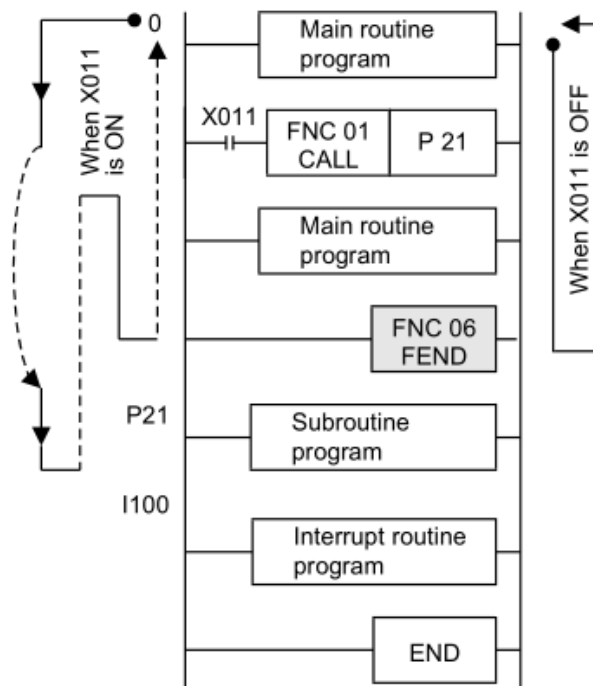 0
Main routine
program
When X011
is ON
X011
FNC 01
CALL
P 21
When X011 is OFF
Main routine
program
FNC 06
FEND
P21
Subroutine
program
I100
Interrupt routine
program
END